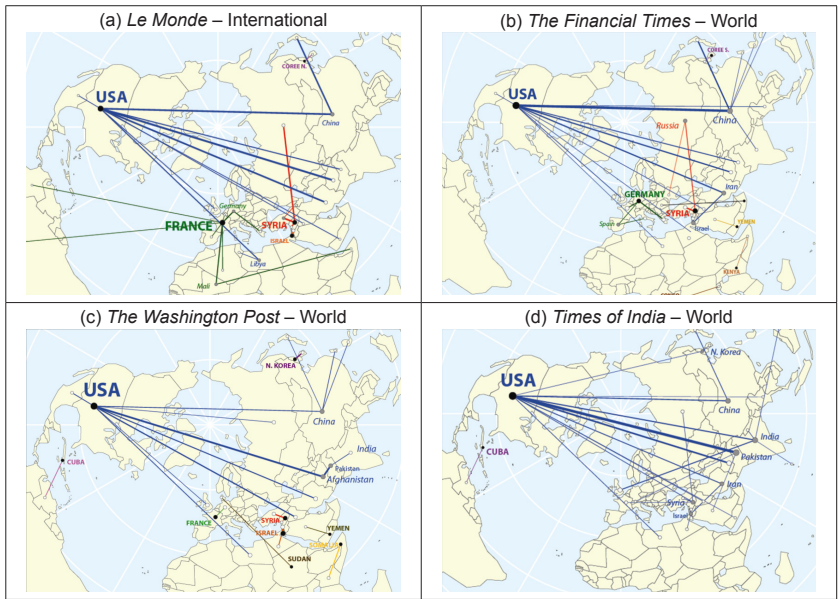 (a) Le Monde – International
COREE N.
USA
China
Germany
FRANCE
SYRIA
ISRAEL
Libya
Mali
(b) The Financial Times – World
COREE S.
USA
China
Russia
Iran
GERMANY
Spain
SYRIA
Israel
YEMEN
KENYA
(c) The Washington Post – World
N. KOREA
USA
China
India
Pakistan
Afghanistan
CUBA
FRANCE
SYRIA
ISRAEL
YEMEN
SUDAN
(d) Times of India – World
N. Korea
USA
China
India
CUBA
Pakistan
Iran
Syria
Israel